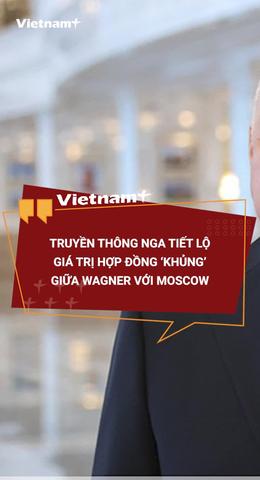 Vietnam+
Vietnam+
TRUYỀN THÔNG NGA TIẾT LỘ
GIÁ TRỊ HỢP ĐỒNG ‘KHỦNG’
GIỮA WAGNER VỚI MOSCOW